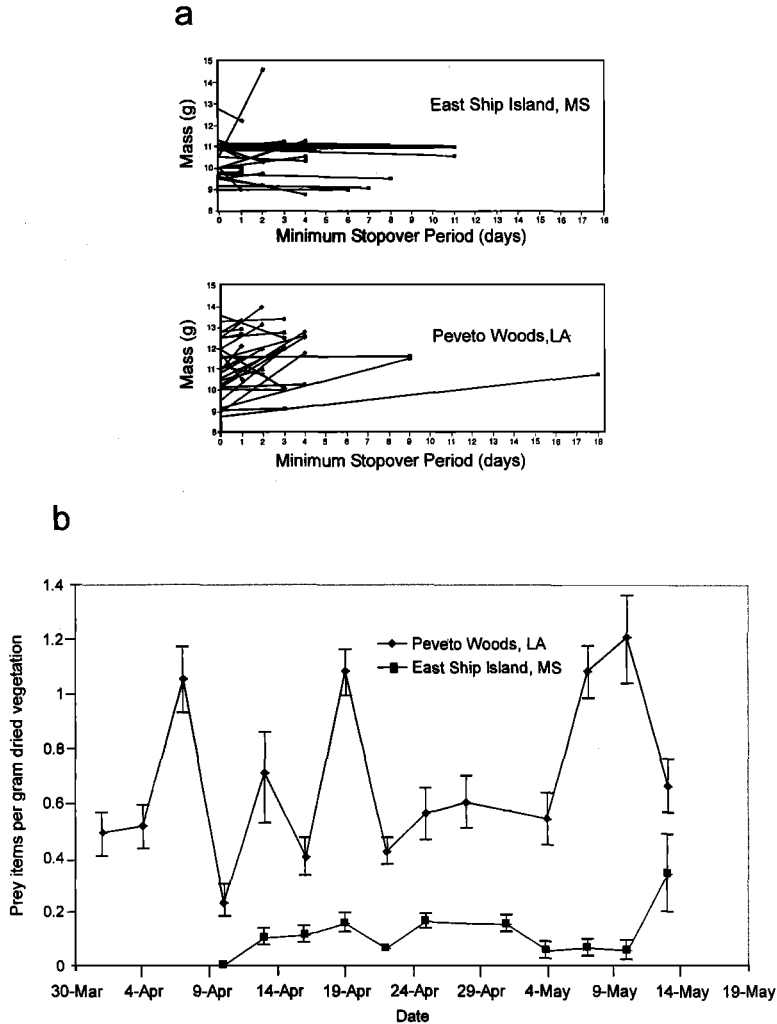 a
15
14
13
12
11
10
9
8
Mass (g)
East Ship Island, MS
0 1 2 3 4 5 6 7 8 9 10 11 12 13 14 15 16 17 18
Minimum Stopover Period (days)
15
14
13
12
11
10
9
8
Mass (g)
Peveto Woods,LA
0 1 2 3 4 5 6 7 8 9 10 11 12 13 14 15 16 17 18
Minimum Stopover Period (days)
b
1.4
1.2
1
0.8
0.6
0.4
0.2
0
Prey items per gram dried vegetation
Peveto Woods, LA
East Ship Island, MS
30-Mar 4-Apr 9-Apr 14-Apr 19-Apr 24-Apr 29-Apr 4-May 9-May 14-May 19-May
Date